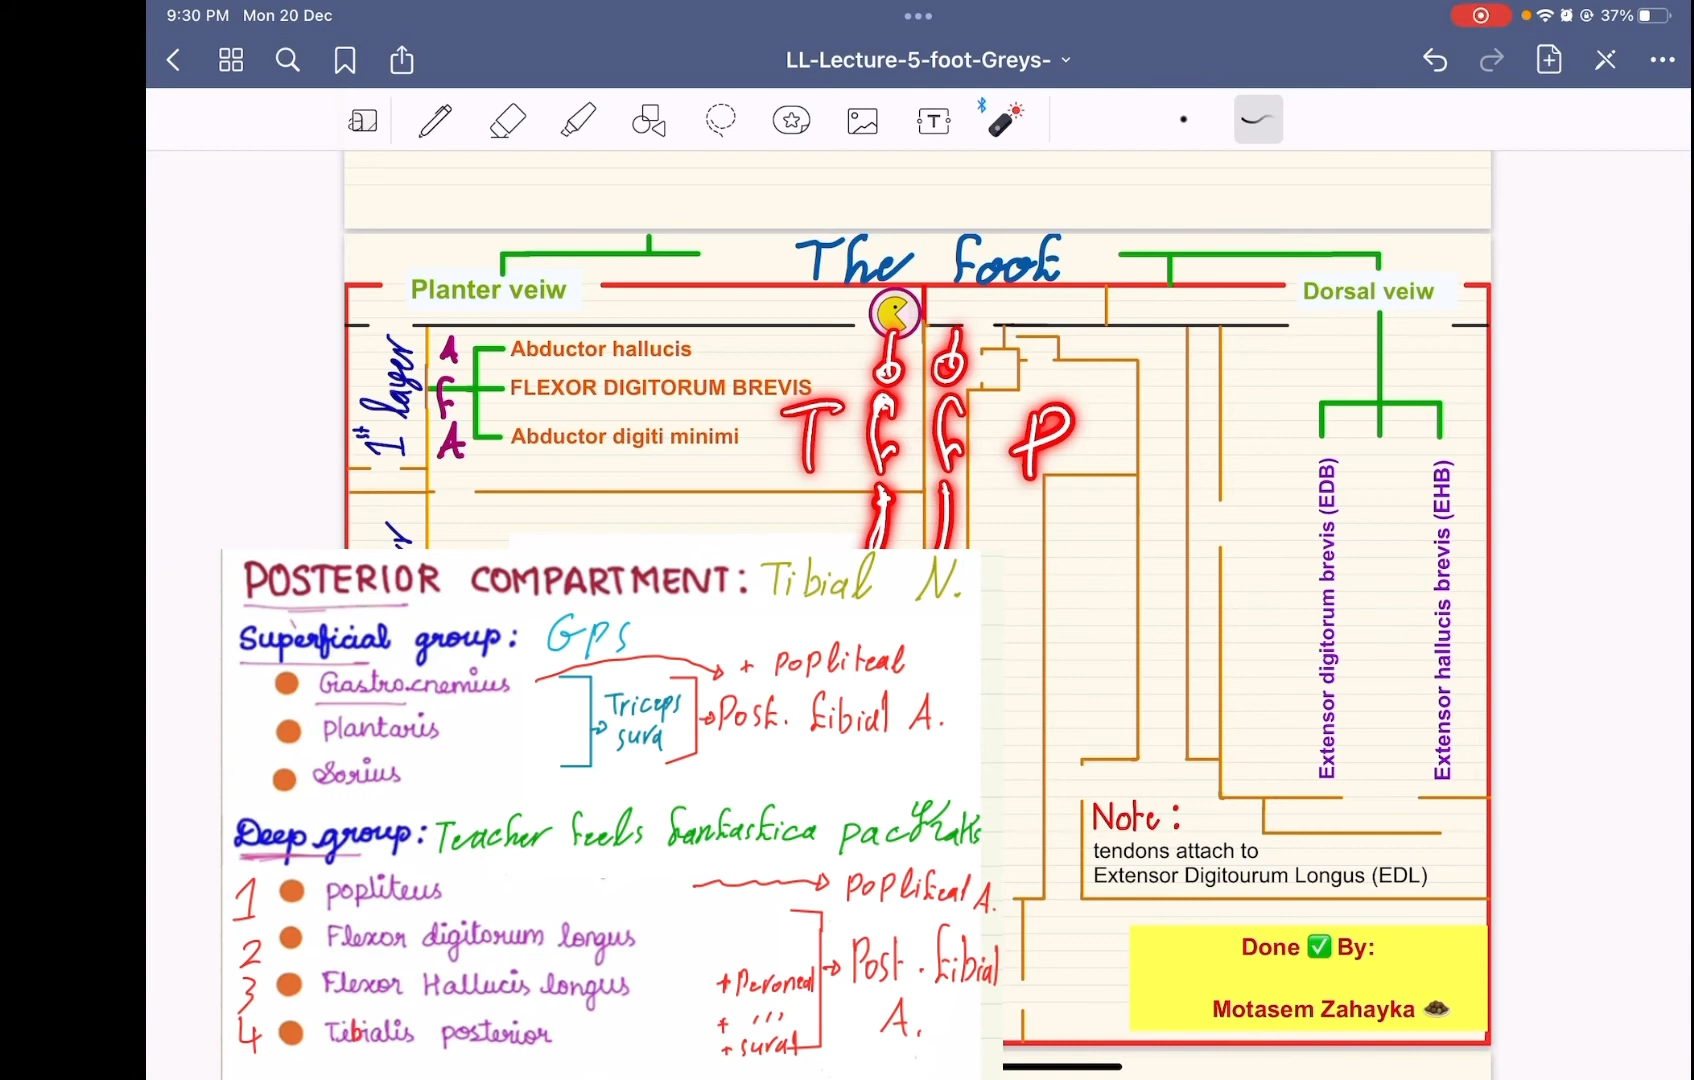 9:30 PM Mon 20 Dec
37%
LL-Lecture-5-foot-Greys-
The foot
Planter veiw
Dorsal veiw
1st layer
A
F
A
Abductor hallucis
FLEXOR DIGITORUM BREVIS
Abductor digiti minimi
T
P
Extensor digitorum brevis (EDB)
Extensor hallucis brevis (EHB)
POSTERIOR COMPARTMENT: Tibial N.
Superficial group: GPS
Gastrocnemius
plantaris
Sorius
Triceps
sura
+ popliteal
Post. tibial A.
Deep group: Teacher feels fantastica
1 popliteus
2 Flexor digitorum longus
3 Flexor Hallucis longus
4 Tibialis posterior
popliteal A.
+ Peroneal
+ ,,,
+ sural
Post. tibial
A.
Note:
tendons attach to
Extensor Digitourum Longus (EDL)
Done ✅ By:
Motasem Zahayka